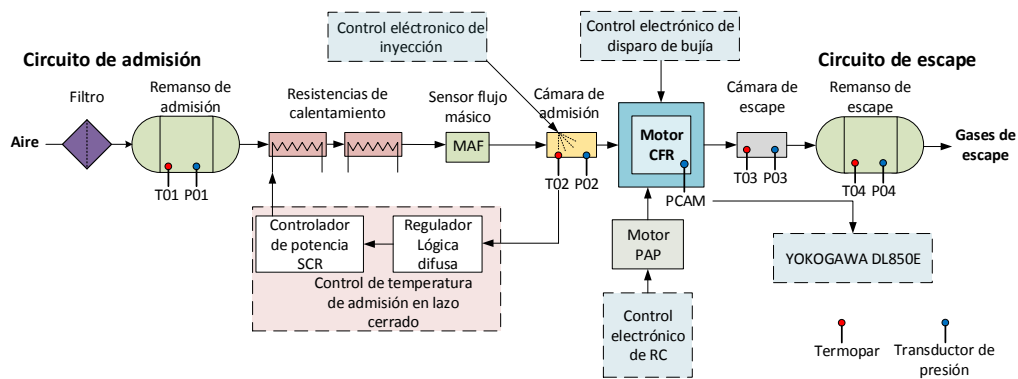 Control eléctronico de
inyección
Control electrónico de
disparo de bujía
Circuito de admisión
Circuito de escape
Filtro
Remanso de
admisión
Resistencias de
calentamiento
Sensor flujo
másico
Cámara de
admisión
Cámara de
escape
Remanso de
escape
Aire
MAF
Motor
CFR
Gases de
escape
T01 P01
T02 P02
PCAM
T03 P03
T04 P04
Controlador
de potencia
SCR
Regulador
Lógica
difusa
Motor
PAP
YOKOGAWA DL850E
Control de temperatura
de admisión en lazo
cerrado
Control
electrónico
de RC
Termopar
Transductor de
presión